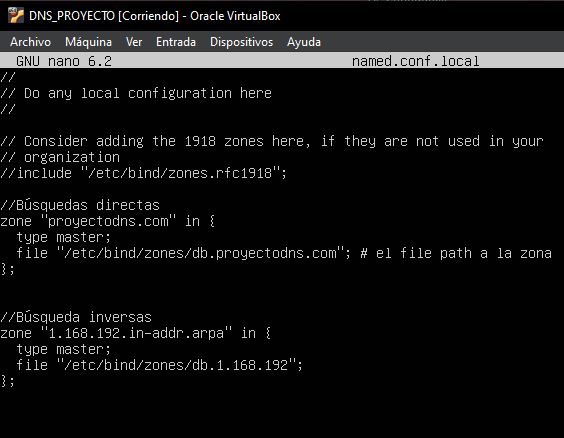 DNS_PROYECTO [Corriendo] - Oracle VirtualBox
Archivo Máquina Ver Entrada Dispositivos Ayuda
GNU nano 6.2 named.conf.local
//
// Do any local configuration here
//
// Consider adding the 1918 zones here, if they are not used in your
// organization
//include "/etc/bind/zones.rfc1918";
//Búsquedas directas
zone "proyectodns.com" in {
type master;
file "/etc/bind/zones/db.proyectodns.com"; # el file path a la zona
};
//Búsqueda inversas
zone "1.168.192.in-addr.arpa" in {
type master;
file "/etc/bind/zones/db.1.168.192";
};